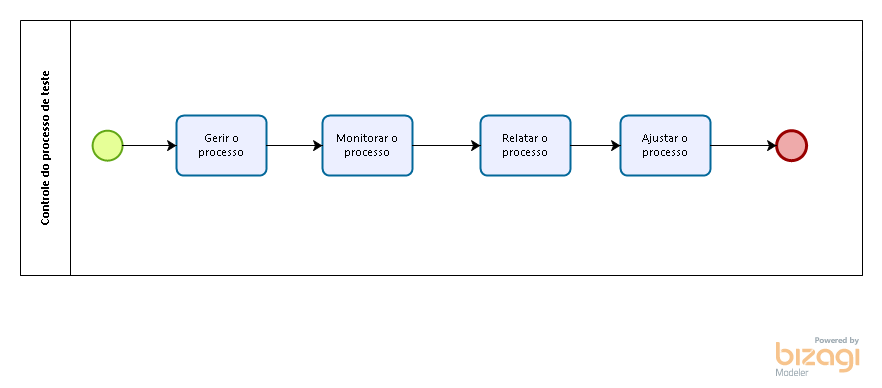 Controle do processo de teste
Gerir o
processo
Monitorar o
processo
Relatar o
processo
Ajustar o
processo
Powered by
bizagi
Modeler